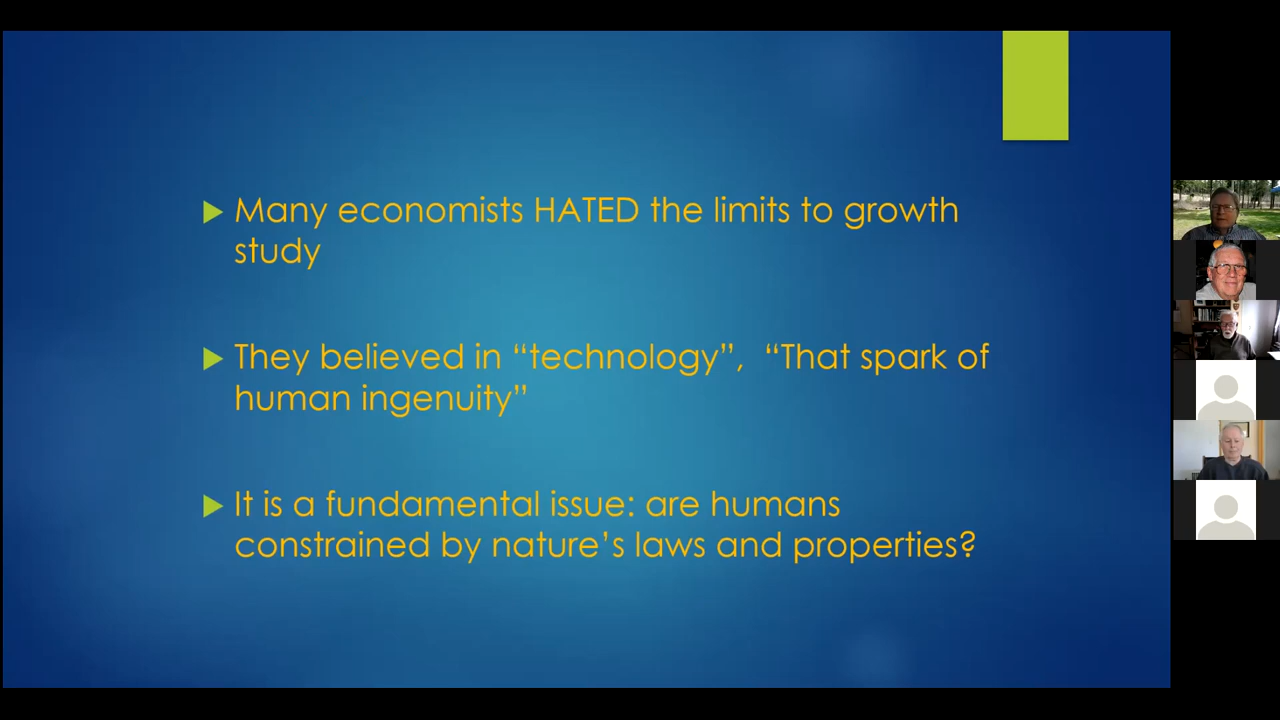 Many economists HATED the limits to growth
study
They believed in “technology”, “That spark of
human ingenuity”
It is a fundamental issue: are humans
constrained by nature’s laws and properties?